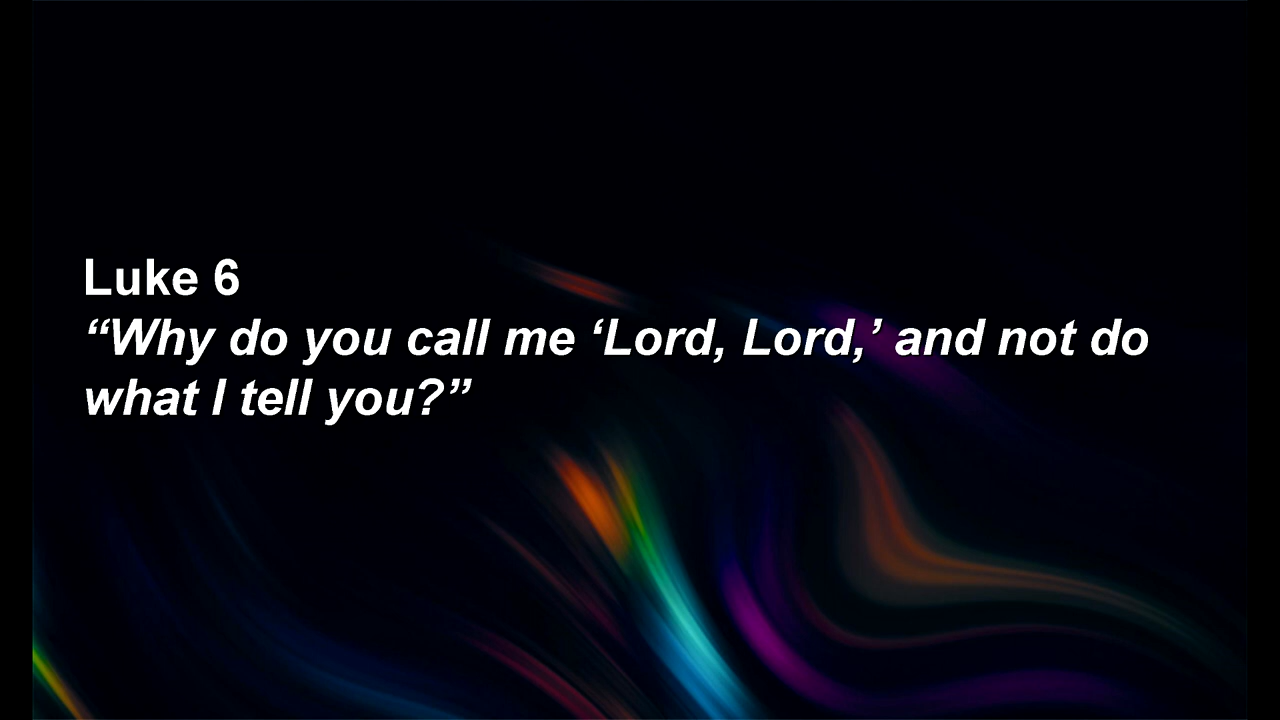 Luke 6
“Why do you call me ‘Lord, Lord,’ and not do
what I tell you?”